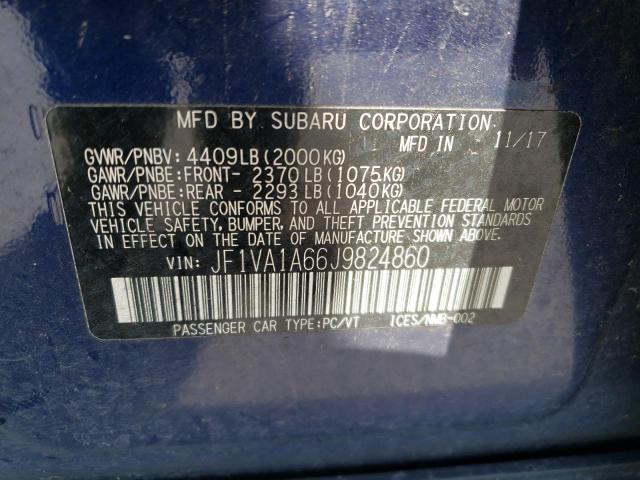 MFD BY SUBARU CORPORATION
MFD IN - 11/17
GVWR/PNBV: 4409LB(2000KG)
GAWR/PNBE:FRONT- 2370LB(1075KG)
GAWR/PNBE:REAR - 2293LB(1040KG)
THIS VEHICLE CONFORMS TO ALL APPLICABLE FEDERAL MOTOR
VEHICLE SAFETY, BUMPER, AND THEFT PREVENTION STANDARDS
IN EFFECT ON THE DATE OF MANUFACTURE SHOWN ABOVE.
VIN: JF1VA1A66J9824860
PASSENGER CAR TYPE:PC/VT ICES/NMB-002